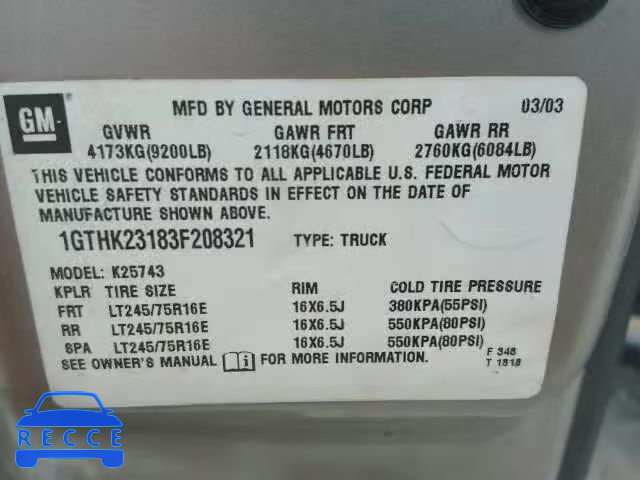 GM
MFD BY GENERAL MOTORS CORP 03/03
GVWR GAWR FRT GAWR RR
4173KG(9200LB) 2118KG(4670LB) 2760KG(6084LB)
THIS VEHICLE CONFORMS TO ALL APPLICABLE U.S. FEDERAL MOTOR
VEHICLE SAFETY STANDARDS IN EFFECT ON THE DATE OF
MANUFACTURE SHOWN ABOVE.
1GTHK23183F208321 TYPE: TRUCK
MODEL: K25743
KPLR TIRE SIZE RIM COLD TIRE PRESSURE
FRT LT245/75R16E 16X6.5J 380KPA(55PSI)
RR LT245/75R16E 16X6.5J 550KPA(80PSI)
SPA LT245/75R16E 16X6.5J 550KPA(80PSI)
SEE OWNER'S MANUAL FOR MORE INFORMATION.
F 348
T 1818
RECCE